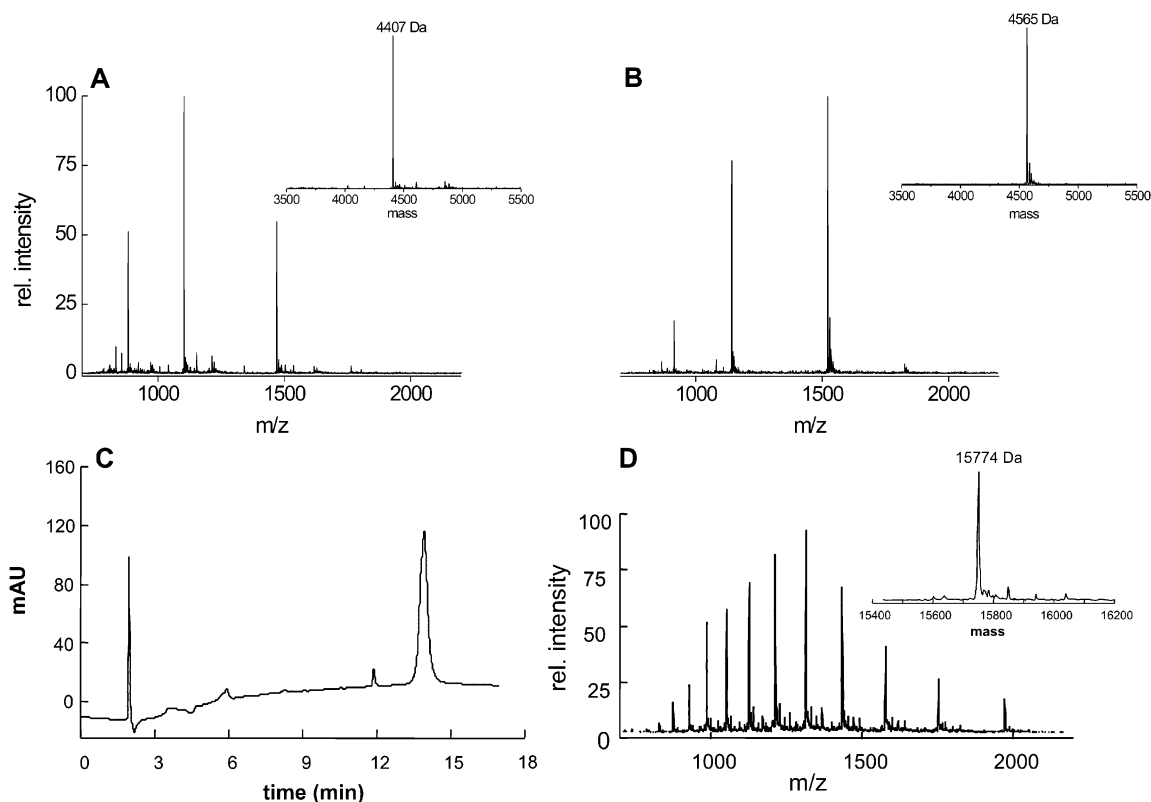 A
4407 Da
rel. intensity
100
75
50
25
0
3500 4000 4500 5000 5500
mass
1000 1500 2000
m/z
B
4565 Da
3500 4000 4500 5000 5500
mass
1000 1500 2000
m/z
C
mAU
160
120
80
40
0
0 3 6 9 12 15 18
time (min)
D
15774 Da
rel. intensity
100
75
50
25
0
15400 15600 15800 16000 16200
mass
1000 1500 2000
m/z